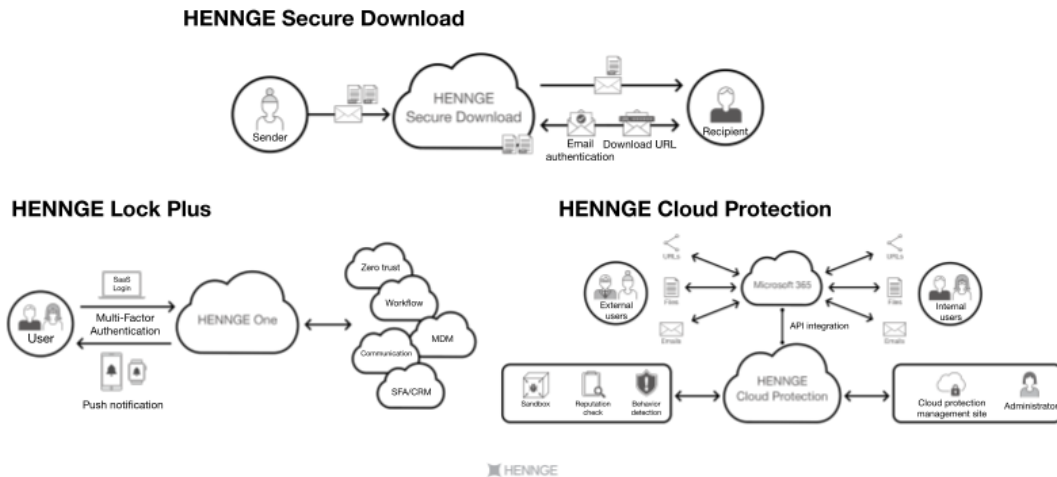 HENNGE Secure Download
HENNGE
Secure Download
Sender
Recipient
Email
authentication
Download URL
HENNGE Lock Plus
SaaS
Login
User
Multi-Factor
Authentication
Push notification
HENNGE One
Zero trust
Workflow
MDM
Communication
SFA/CRM
HENNGE Cloud Protection
URLs
Files
Emails
External
users
Microsoft 365
URLs
Files
Emails
Internal
users
API integration
Sandbox
Reputation
check
Behavior
detection
HENNGE
Cloud Protection
Cloud protection
management site
Administrator
HENNGE